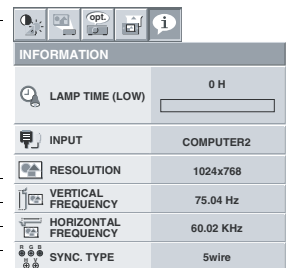 opt.
i
INFORMATION
LAMP TIME (LOW)
0 H
INPUT
COMPUTER2
RESOLUTION
1024x768
VERTICAL
FREQUENCY
75.04 Hz
HORIZONTAL
FREQUENCY
60.02 KHz
R G B
H V
SYNC. TYPE
5wire